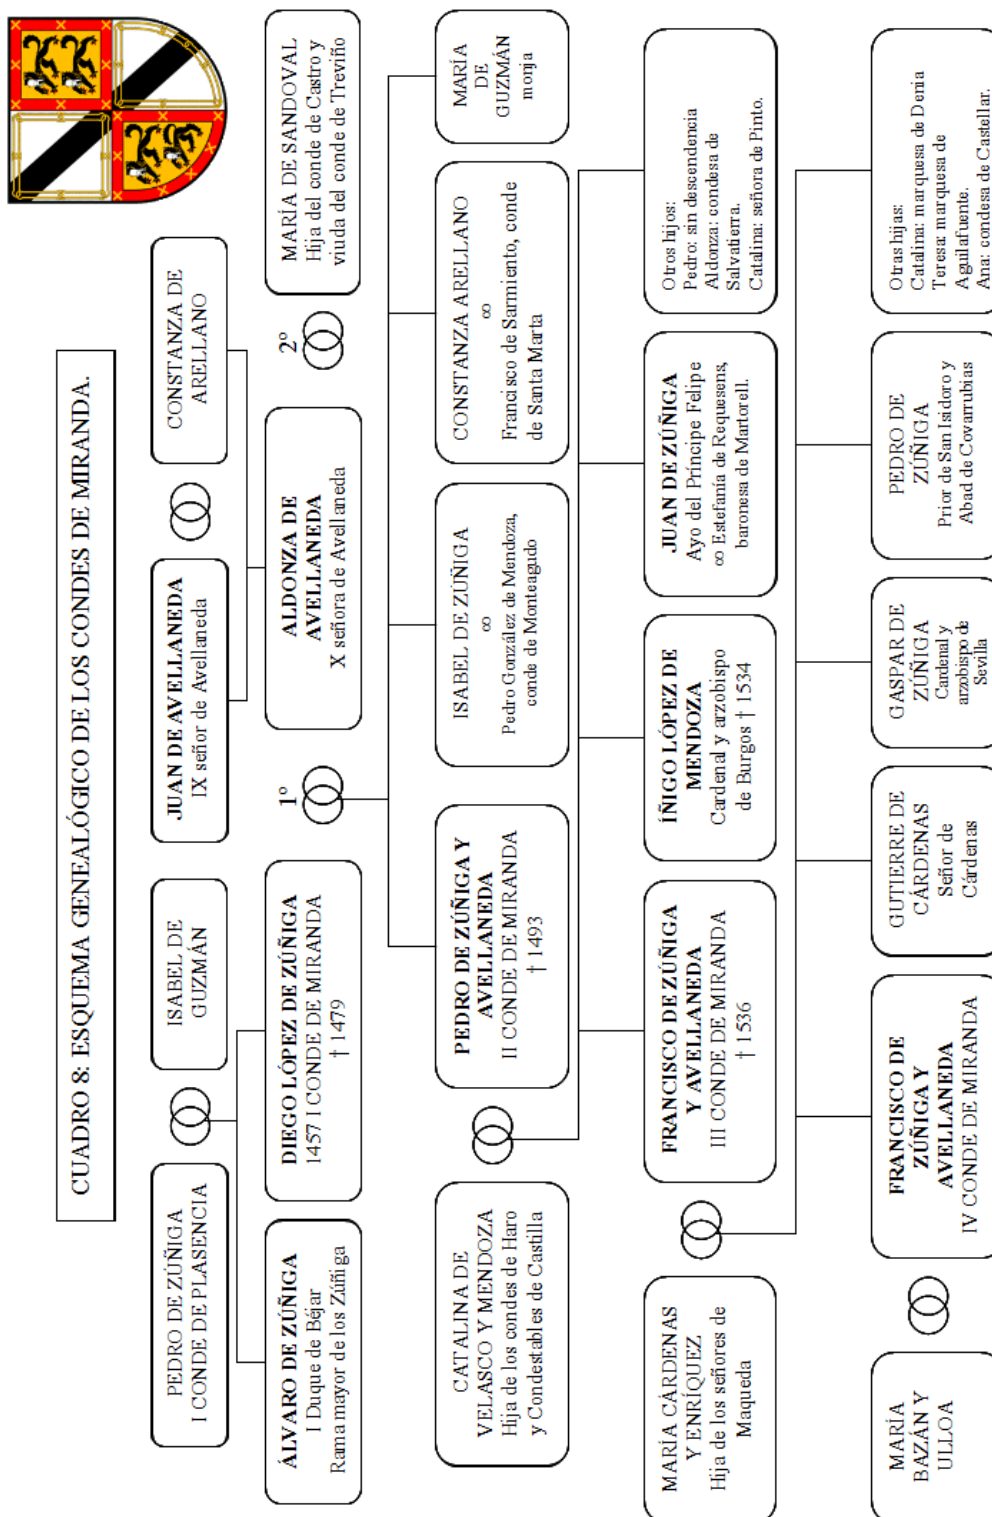 CUADRO 8: ESQUEMA GENEALÓGICO DE LOS CONDES DE MIRANDA.
PEDRO DE ZÚÑIGA
I CONDE DE PLASENCIA
ISABEL DE
GUZMÁN
JUAN DE AVELLANEDA
IX señor de Avellaneda
CONSTANZA DE
ARELLANO
ÁLVARO DE ZÚÑIGA
I Duque de Béjar
Rama mayor de los Zúñiga
DIEGO LÓPEZ DE ZÚÑIGA
1457 I CONDE DE MIRANDA
† 1479
1º
ALDONZA DE
AVELLANEDA
X señora de Avellaneda
2º
MARÍA DE SANDOVAL
Hija del conde de Castro y
viuda del conde de Treviño
CATALINA DE
VELASCO Y MENDOZA
Hija de los condes de Haro
y Condestables de Castilla
PEDRO DE ZÚÑIGA Y
AVELLANEDA
II CONDE DE MIRANDA
† 1493
ISABEL DE ZÚÑIGA
∞
Pedro González de Mendoza,
conde de Monteagudo
CONSTANZA ARELLANO
∞
Francisco de Sarmiento, conde
de Santa Marta
MARÍA
DE
GUZMÁN
monja
MARÍA CÁRDENAS
Y ENRÍQUEZ
Hija de los señores de
Maqueda
FRANCISCO DE ZÚÑIGA
Y AVELLANEDA
III CONDE DE MIRANDA
† 1536
ÍÑIGO LÓPEZ DE
MENDOZA
Cardenal y arzobispo
de Burgos † 1534
JUAN DE ZÚÑIGA
Ayo del Príncipe Felipe
∞ Estefanía de Requesens,
baronesa de Martorell.
Otros hijos:
Pedro: sin descendencia
Aldonza: condesa de
Salvatierra.
Catalina: señora de Pinto.
MARÍA
BAZÁN Y
ULLOA
FRANCISCO DE
ZÚÑIGA Y
AVELLANEDA
IV CONDE DE MIRANDA
GUTIERRE DE
CÁRDENAS
Señor de
Cárdenas
GASPAR DE
ZÚÑIGA
Cardenal y
arzobispo de
Sevilla
PEDRO DE
ZÚÑIGA
Prior de San Isidoro y
Abad de Covarrubias
Otras hijas:
Catalina: marquesa de Denia
Teresa: marquesa de
Aguilafuente.
Ana: condesa de Castellar.